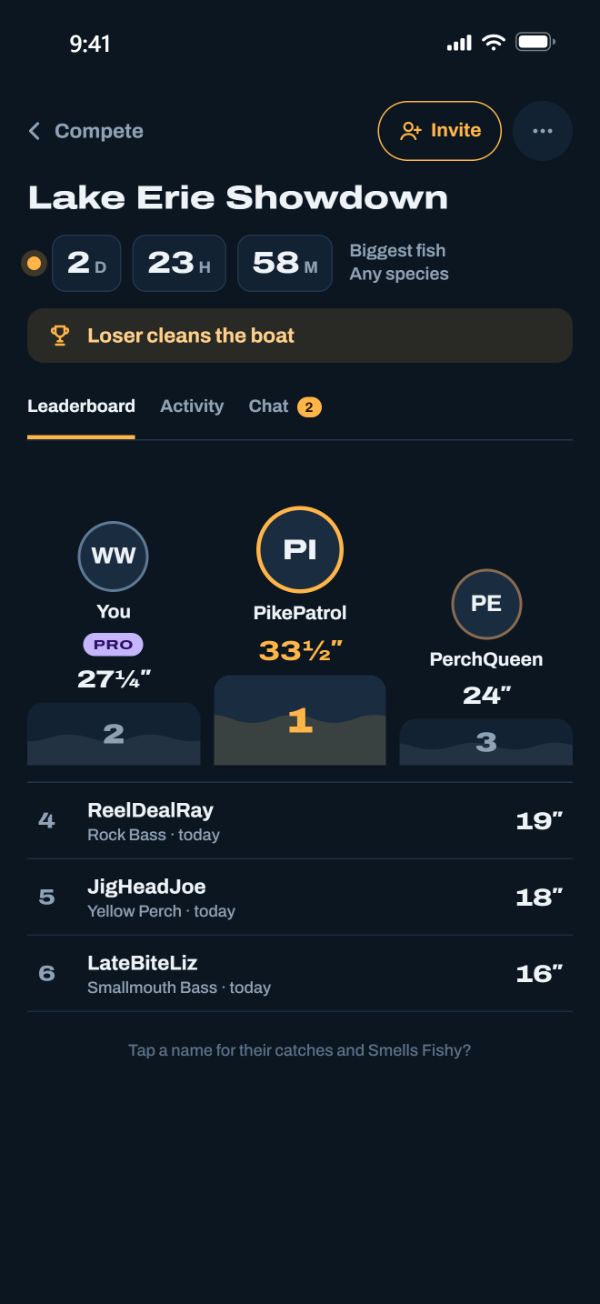 9:41
Compete
Invite
Lake Erie Showdown
2 D 23 H 58 M
Biggest fish
Any species
Loser cleans the boat
Leaderboard Activity Chat 2
WW
You
PRO
27¼″
2
PI
PikePatrol
33½″
1
PE
PerchQueen
24″
3
4 ReelDealRay 19″
Rock Bass · today
5 JigHeadJoe 18″
Yellow Perch · today
6 LateBiteLiz 16″
Smallmouth Bass · today
Tap a name for their catches and Smells Fishy?